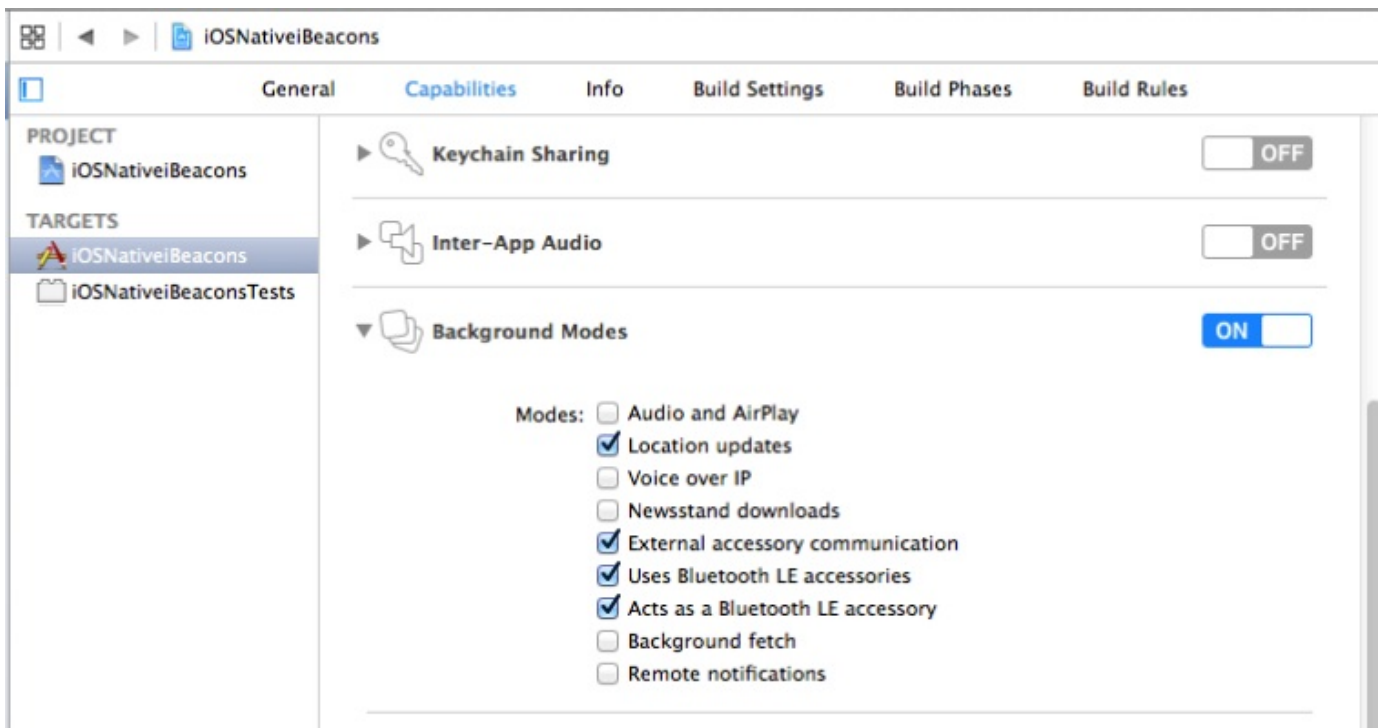 iOSNativeiBeacons
General Capabilities Info Build Settings Build Phases Build Rules
PROJECT
iOSNativeiBeacons
TARGETS
iOSNativeiBeacons
iOSNativeiBeaconsTests
Keychain Sharing OFF
Inter-App Audio OFF
Background Modes ON
Modes: Audio and AirPlay
Location updates
Voice over IP
Newsstand downloads
External accessory communication
Uses Bluetooth LE accessories
Acts as a Bluetooth LE accessory
Background fetch
Remote notifications